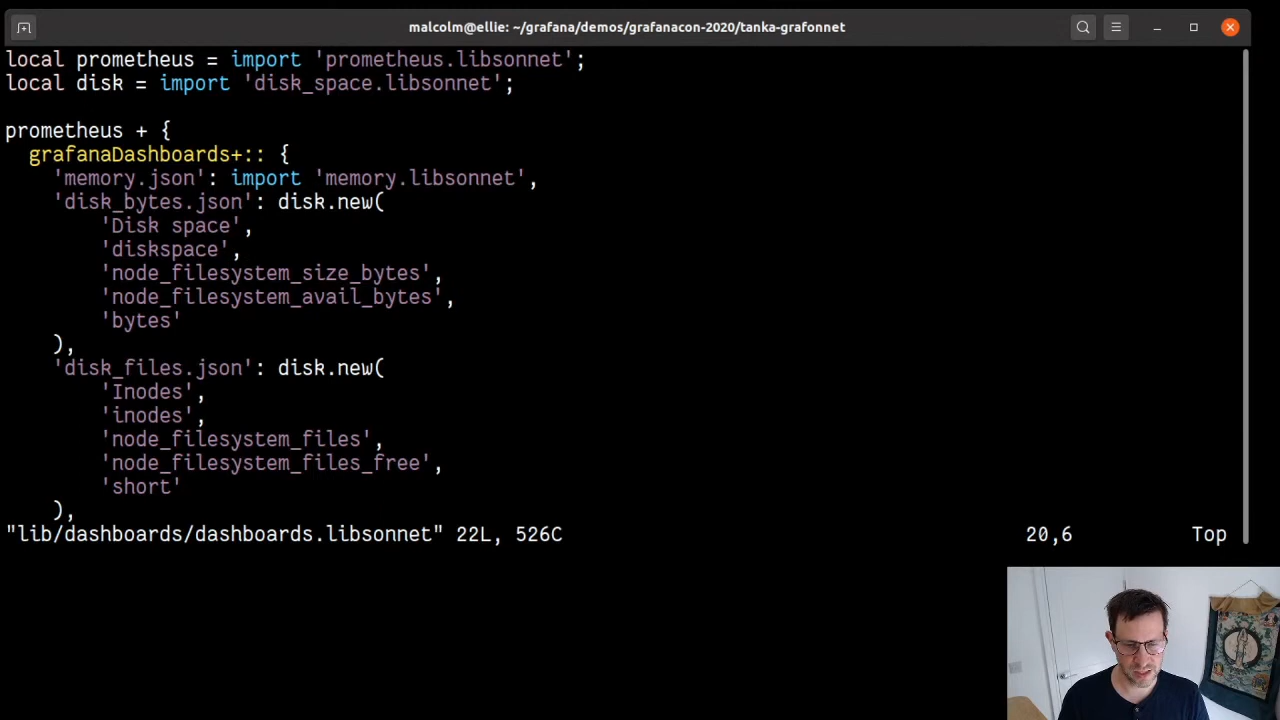 malcolm@ellie: ~/grafana/demos/grafanacon-2020/tanka-grafonnet
local prometheus = import 'prometheus.libsonnet';
local disk = import 'disk_space.libsonnet';
prometheus + {
  grafanaDashboards+:: {
    'memory.json': import 'memory.libsonnet',
    'disk_bytes.json': disk.new(
        'Disk space',
        'diskspace',
        'node_filesystem_size_bytes',
        'node_filesystem_avail_bytes',
        'bytes'
    ),
    'disk_files.json': disk.new(
        'Inodes',
        'inodes',
        'node_filesystem_files',
        'node_filesystem_files_free',
        'short'
    ),
"lib/dashboards/dashboards.libsonnet" 22L, 526C 20,6 Top